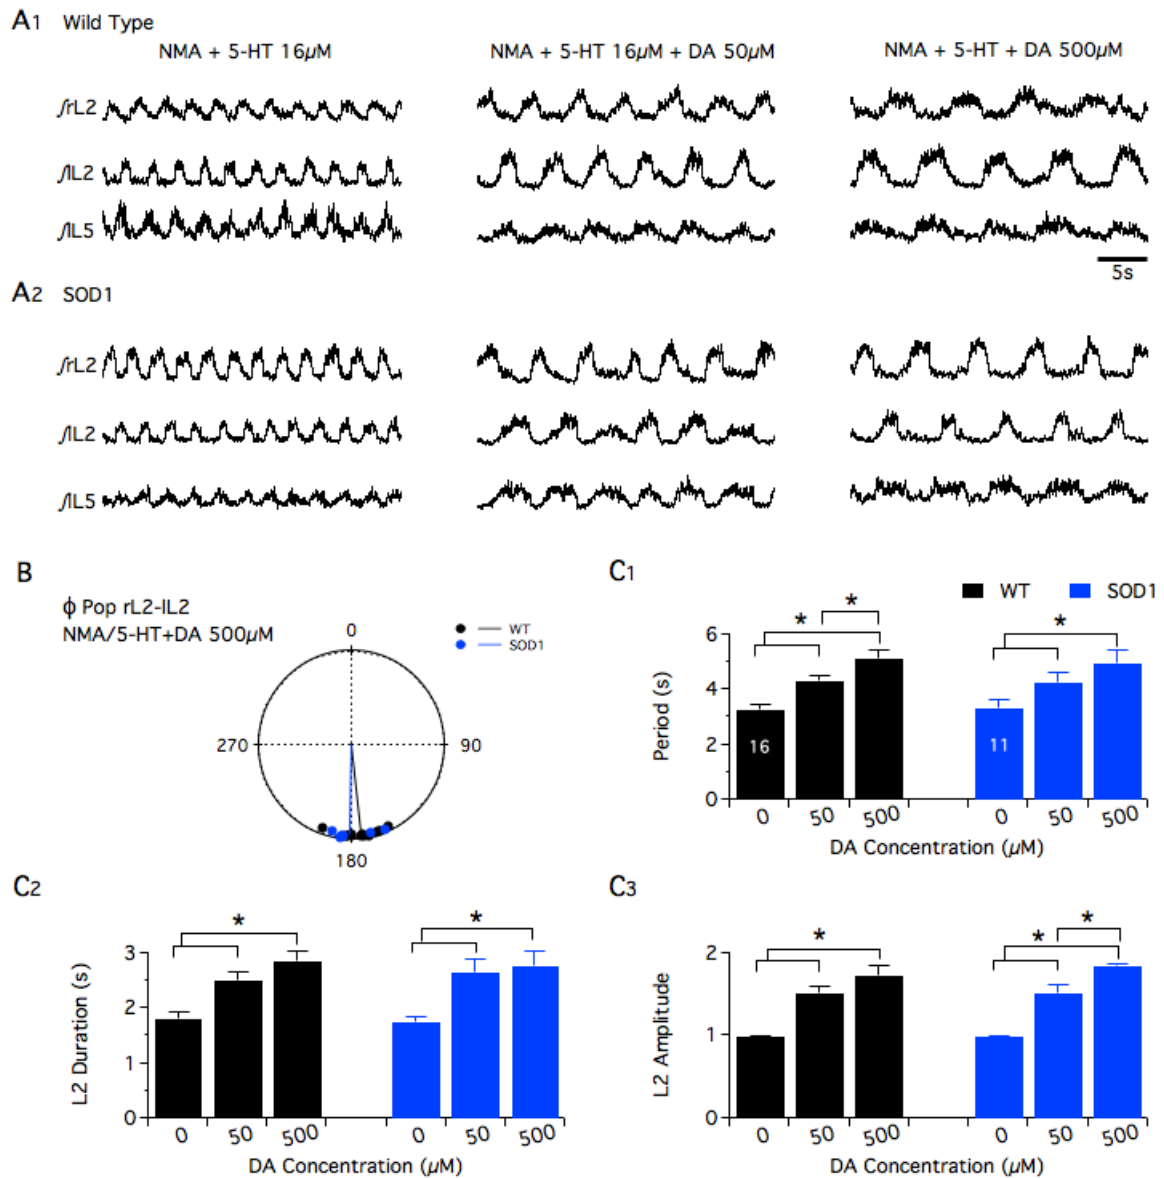 A1 Wild Type
NMA + 5-HT 16µM
NMA + 5-HT 16µM + DA 50µM
NMA + 5-HT + DA 500µM
∫rL2
∫lL2
∫lL5
5s
A2 SOD1
∫rL2
∫lL2
∫lL5
B
ϕ Pop rL2-lL2
NMA/5-HT+DA 500µM
0
90
180
270
WT
SOD1
C1
WT SOD1
* * *
Period (s)
6
4
2
0
16 11
0 50 500 0 50 500
DA Concentration (µM)
C2
* *
L2 Duration (s)
3
2
1
0
0 50 500 0 50 500
DA Concentration (µM)
C3
* * *
L2 Amplitude
2
1
0
0 50 500 0 50 500
DA Concentration (µM)